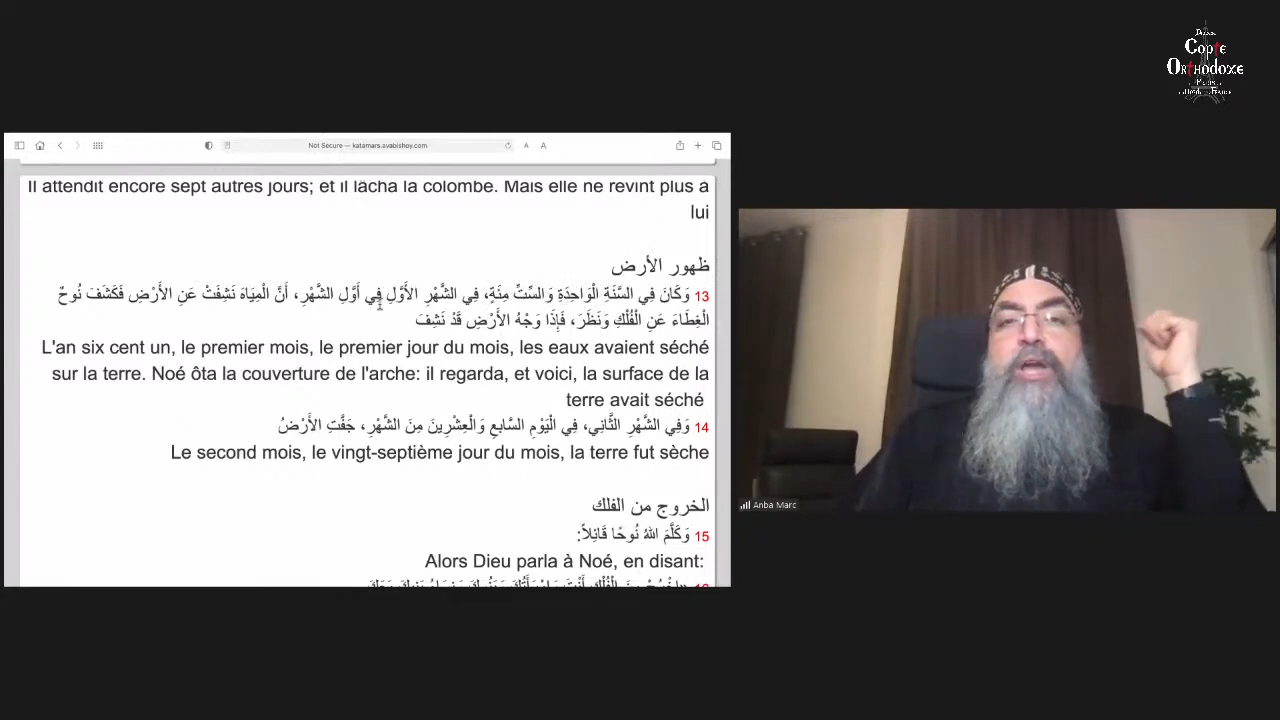 Copte
Orthodoxe
Not Secure — katamars.avabishoy.com
A A
Il attendit encore sept autres jours; et il lâcha la colombe. Mais elle ne revint plus à
lui
ظهور الأرض
13 وَكَانَ فِي السَّنَةِ الْوَاحِدَةِ وَالسِّتِّ مِئَةٍ، فِي الشَّهْرِ الأَوَّلِ فِي أَوَّلِ الشَّهْرِ، أَنَّ الْمِيَاهَ نَشِفَتْ عَنِ الأَرْضِ فَكَشَفَ نُوحٌ
الْغِطَاءَ عَنِ الْفُلْكِ وَنَظَرَ، فَإِذَا وَجْهُ الأَرْضِ قَدْ نَشِفَ
L'an six cent un, le premier mois, le premier jour du mois, les eaux avaient séché
sur la terre. Noé ôta la couverture de l'arche: il regarda, et voici, la surface de la
terre avait séché
14 وَفِي الشَّهْرِ الثَّانِي، فِي الْيَوْمِ السَّابعِ وَالْعِشْرِينَ مِنَ الشَّهْرِ، جَفَّتِ الأَرْضُ
Le second mois, le vingt-septième jour du mois, la terre fut sèche
الخروج من الفلك
15 وَكَلَّمَ اللهُ نُوحًا قَائِلاً:
Alors Dieu parla à Noé, en disant:
Anba Marc